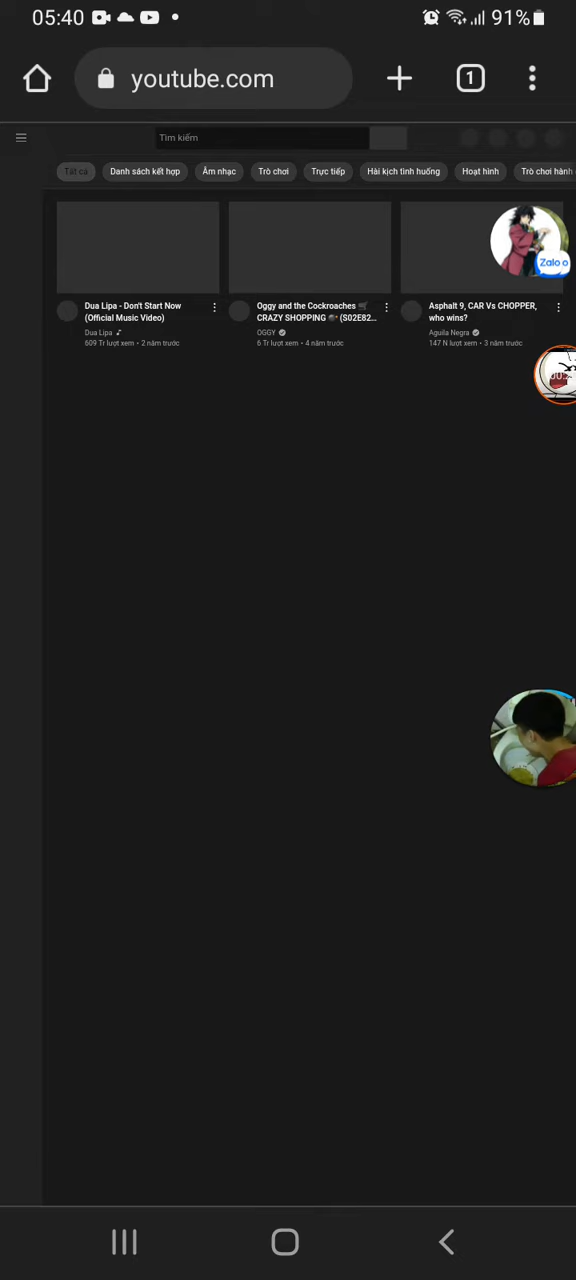 05:40
91%
youtube.com
1
Tìm kiếm
Tất cả
Danh sách kết hợp
Âm nhạc
Trò chơi
Trực tiếp
Hài kịch tình huống
Hoạt hình
Trò chơi hành
Zalo
Dua Lipa - Don't Start Now
(Official Music Video)
Dua Lipa
609 Tr lượt xem • 2 năm trước
Oggy and the Cockroaches 🛒
CRAZY SHOPPING 💣 (S02E82...
OGGY
6 Tr lượt xem • 4 năm trước
Asphalt 9, CAR Vs CHOPPER,
who wins?
Aguila Negra
147 N lượt xem • 3 năm trước